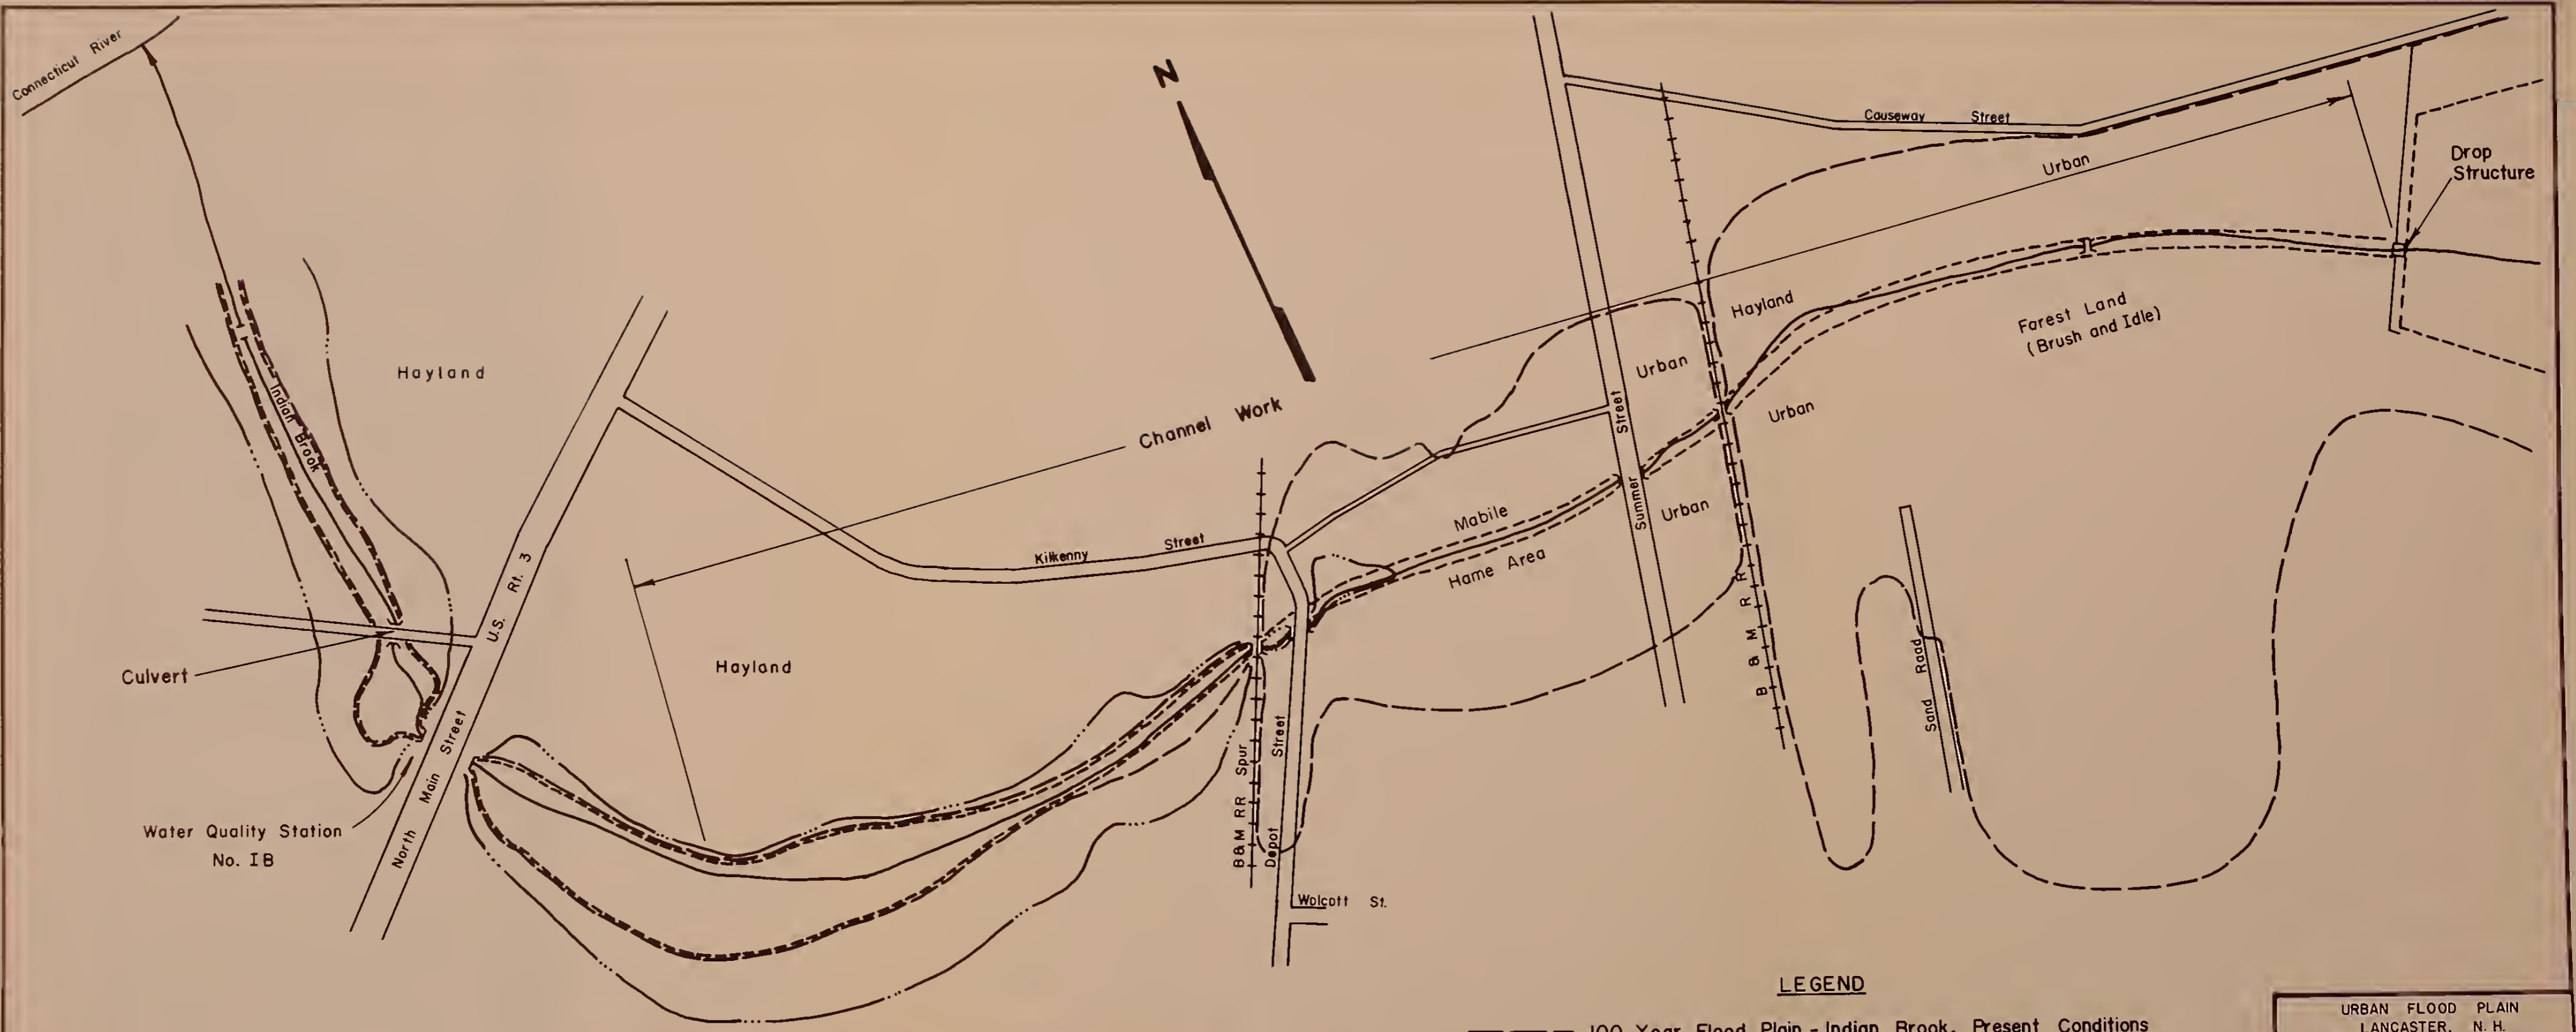 Connecticut River
N
Causeway Street
Urban
Drop
Structure
Hayland
Hayland
Forest Land
(Brush and Idle)
Indian Brook
Urban
Channel Work
Street
Summer
Urban
Urban
Mabile
Hame Area
Kilkenny Street
U.S. Rt. 3
Culvert
Hayland
B & M R R
Sand Raad
North Main Street
B&M RR Spur
Depot Street
Water Quality Station
No. IB
Wolcott St.
LEGEND
100 Year Flood Plain - Indian Brook, Present Conditions
URBAN FLOOD PLAIN
LANCASTER, N.H.